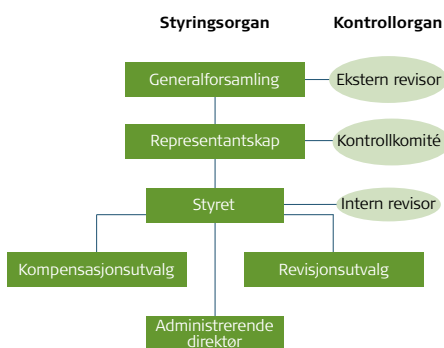 Styringsorgan Kontrollorgan
Generalforsamling Ekstern revisor
Representantskap Kontrollkomité
Styret Intern revisor
Kompensasjonsutvalg Revisjonsutvalg
Administrerende
direktør